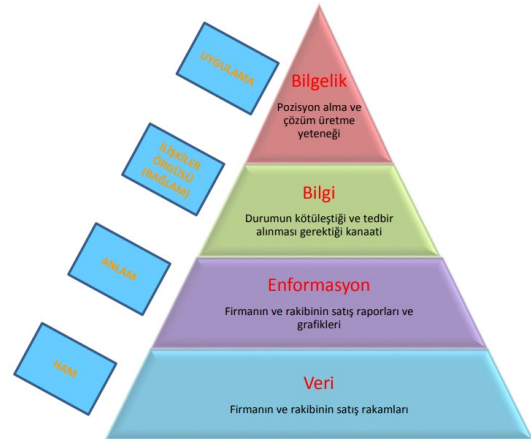 UYGULAMA
Bilgelik
Pozisyon alma ve
çözüm üretme
yeteneği
İLİŞKİLER
ÖRGÜSÜ
(BAĞLAM)
Bilgi
Durumun kötüleştiği ve tedbir
alınması gerektiği kanaati
ANLAM
Enformasyon
Firmanın ve rakibinin satış raporları ve
grafikleri
HAM
Veri
Firmanın ve rakibinin satış rakamları